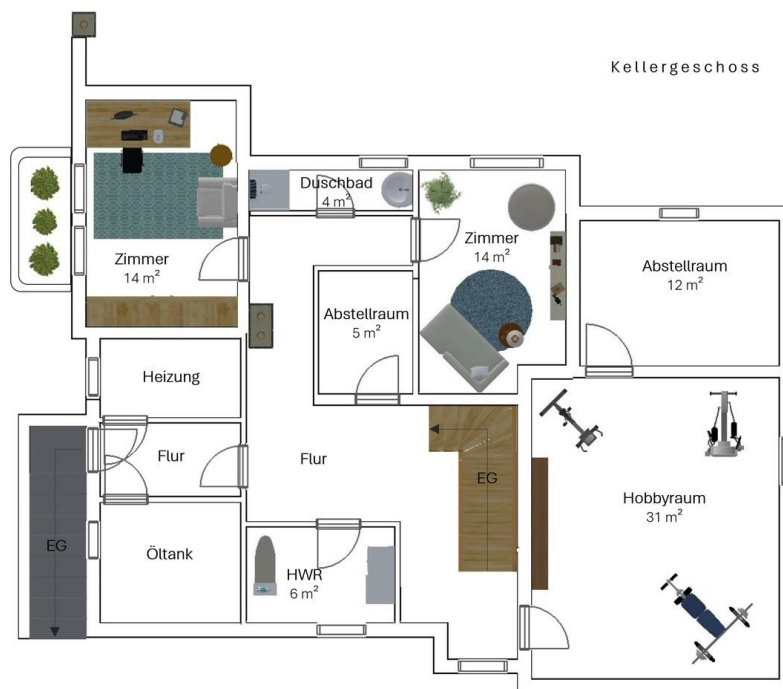 Kellergeschoss
Duschbad
4 m²
Zimmer
14 m²
Zimmer
14 m²
Abstellraum
12 m²
Abstellraum
5 m²
Heizung
Flur
Flur
EG
Hobbyraum
31 m²
EG
Öltank
HWR
6 m²